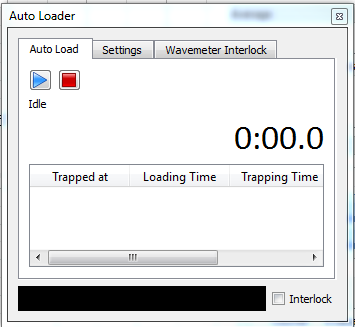 Auto Loader
Auto Load Settings Wavemeter Interlock
Idle
0:00.0
Trapped at Loading Time Trapping Time
Interlock